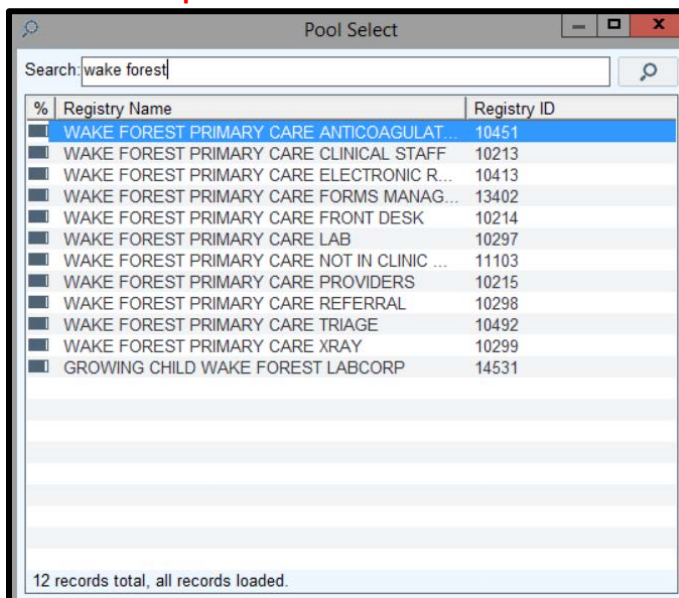 Pool Select
Search: wake forest
% Registry Name Registry ID
WAKE FOREST PRIMARY CARE ANTICOAGULAT... 10451
WAKE FOREST PRIMARY CARE CLINICAL STAFF 10213
WAKE FOREST PRIMARY CARE ELECTRONIC R... 10413
WAKE FOREST PRIMARY CARE FORMS MANAG... 13402
WAKE FOREST PRIMARY CARE FRONT DESK 10214
WAKE FOREST PRIMARY CARE LAB 10297
WAKE FOREST PRIMARY CARE NOT IN CLINIC ... 11103
WAKE FOREST PRIMARY CARE PROVIDERS 10215
WAKE FOREST PRIMARY CARE REFERRAL 10298
WAKE FOREST PRIMARY CARE TRIAGE 10492
WAKE FOREST PRIMARY CARE XRAY 10299
GROWING CHILD WAKE FOREST LABCORP 14531
12 records total, all records loaded.